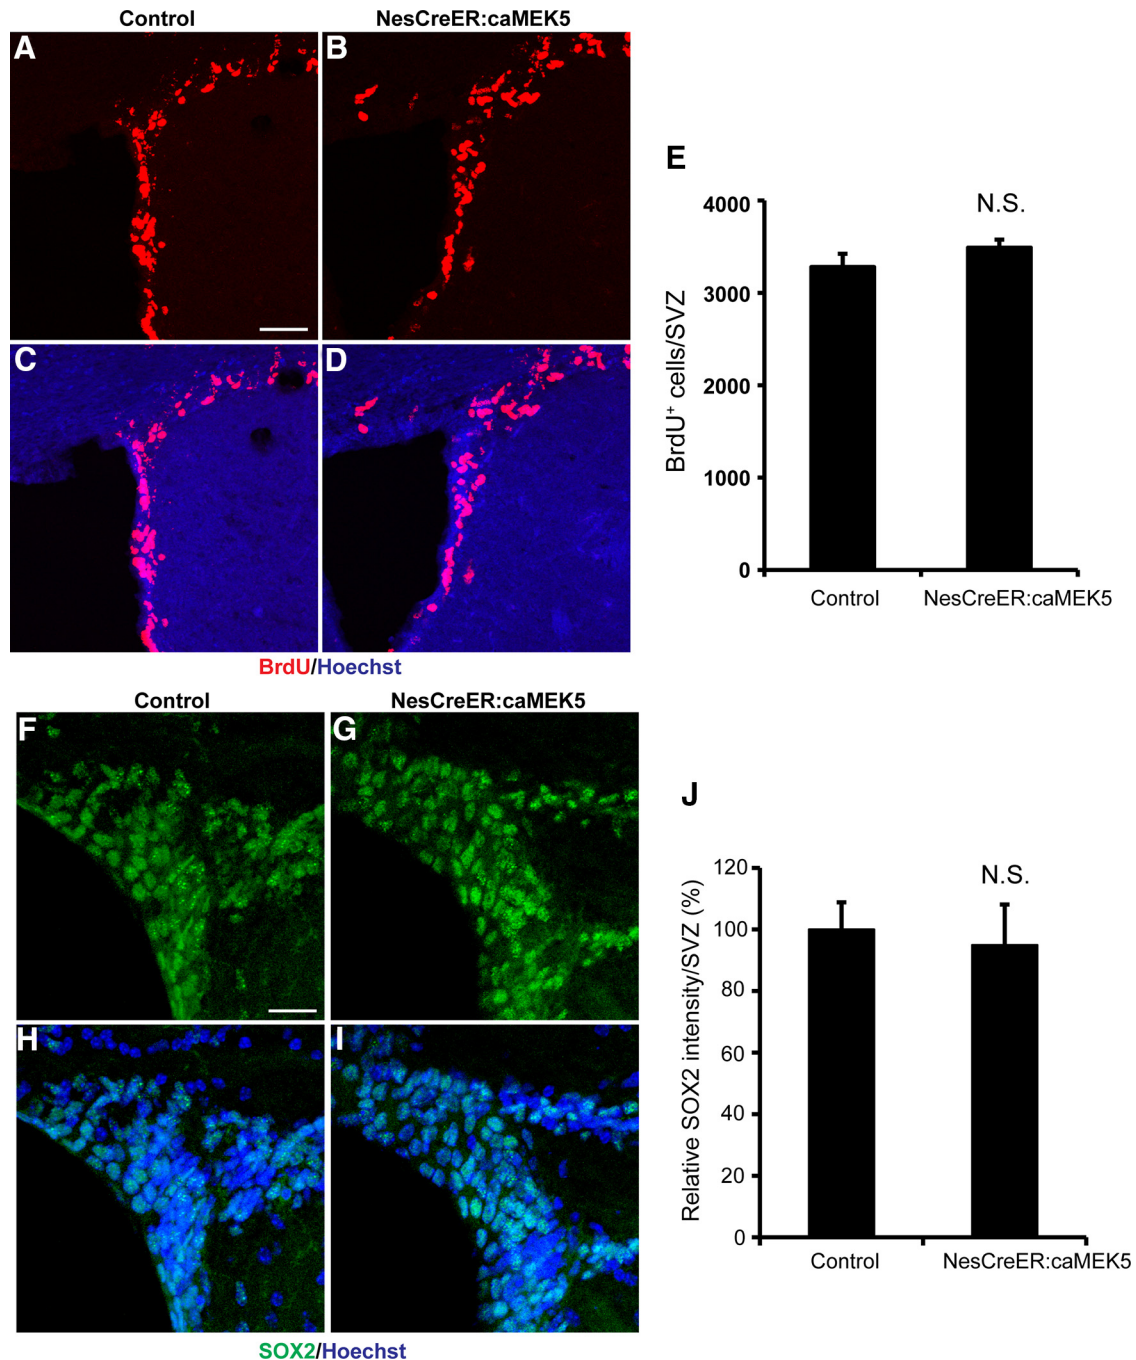 Control
NesCreER:caMEK5
A
B
C
D
BrdU/Hoechst
E
N.S.
4000
3000
2000
1000
0
BrdU+ cells/SVZ
Control
NesCreER:caMEK5
Control
NesCreER:caMEK5
F
G
H
I
SOX2/Hoechst
J
N.S.
120
100
80
60
40
20
0
Relative SOX2 intensity/SVZ (%)
Control
NesCreER:caMEK5